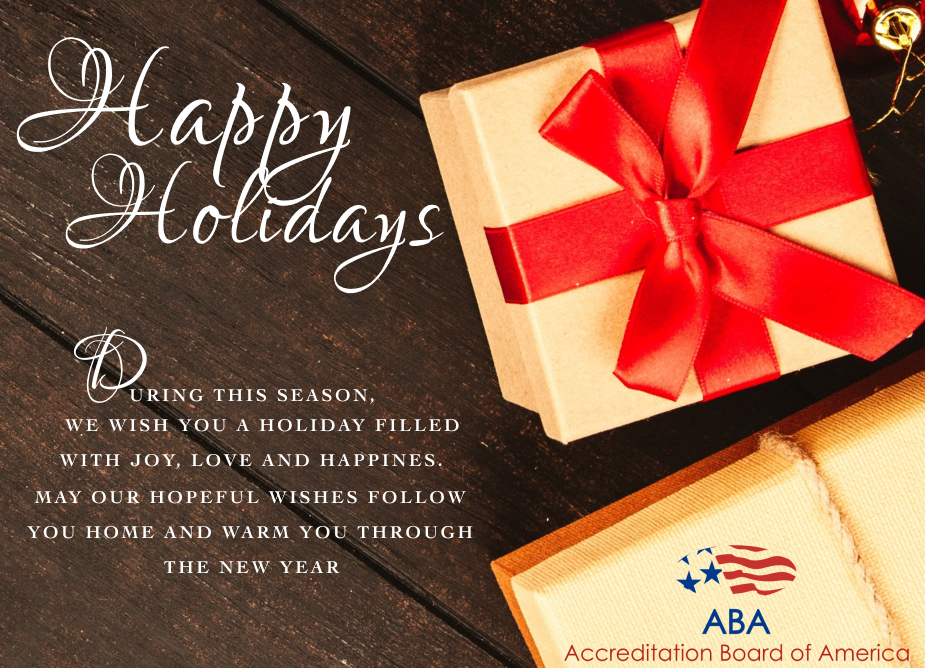 Happy
Holidays
DURING THIS SEASON,
WE WISH YOU A HOLIDAY FILLED
WITH JOY, LOVE AND HAPPINES.
MAY OUR HOPEFUL WISHES FOLLOW
YOU HOME AND WARM YOU THROUGH
THE NEW YEAR
ABA
Accreditation Board of America